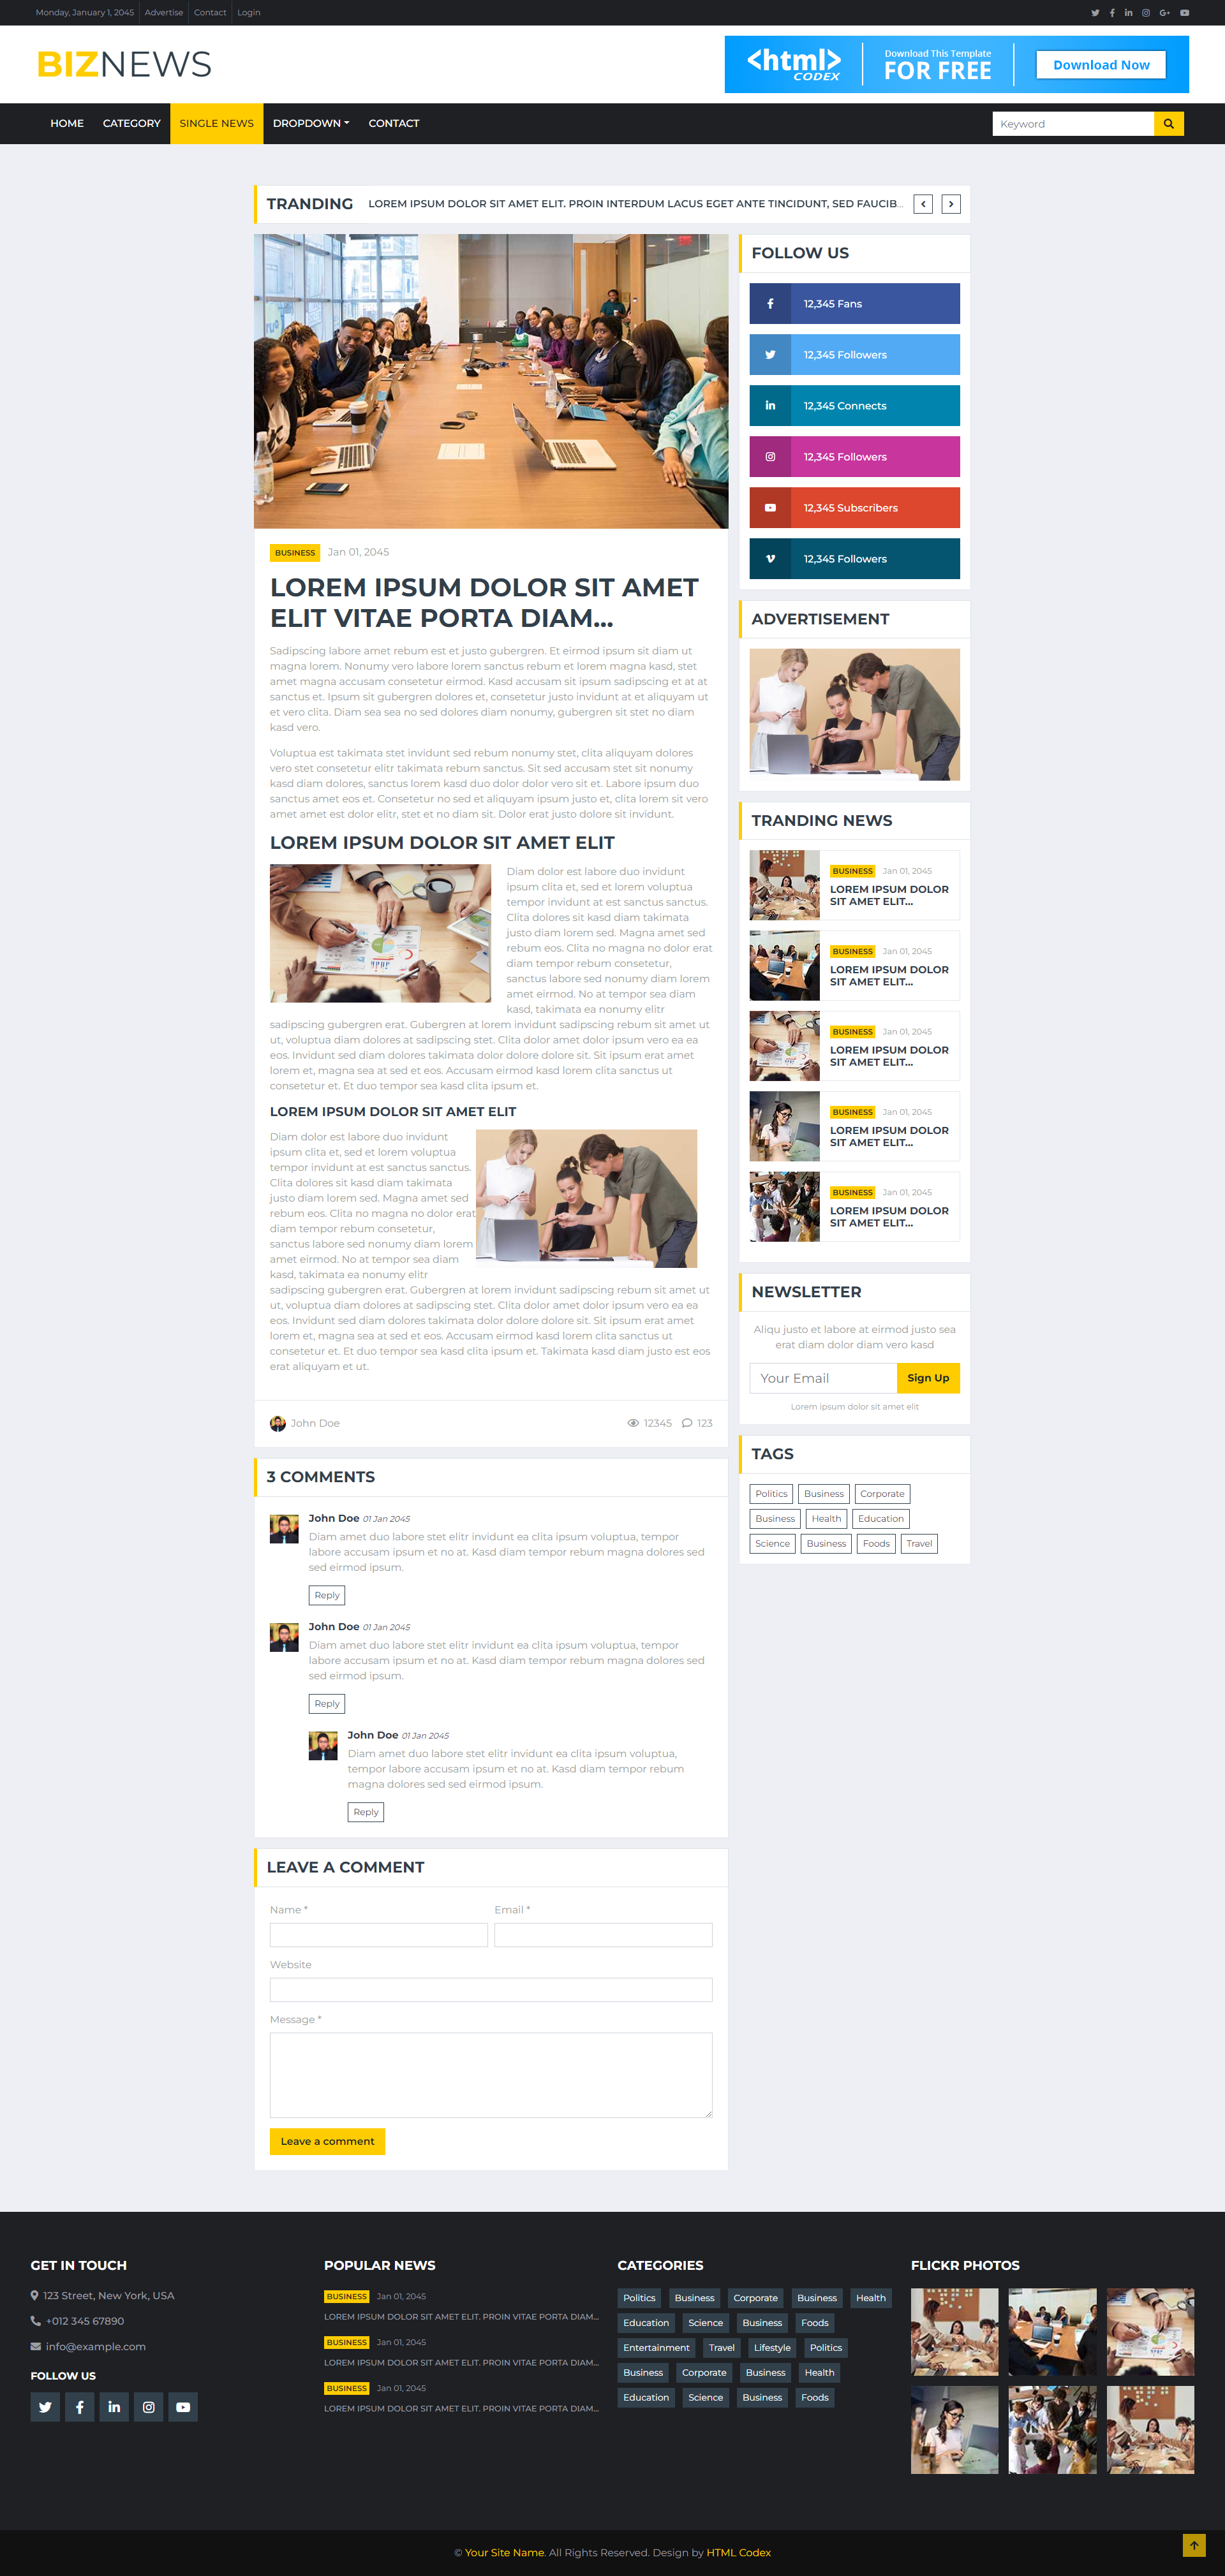 Monday, January 1, 2045 Advertise Contact Login
BIZNEWS
<html>
CODEX
Download This Template
FOR FREE
Download Now
HOME CATEGORY SINGLE NEWS DROPDOWN CONTACT
Keyword
TRANDING LOREM IPSUM DOLOR SIT AMET ELIT. PROIN INTERDUM LACUS EGET ANTE TINCIDUNT, SED FAUCIB...
BUSINESS Jan 01, 2045
LOREM IPSUM DOLOR SIT AMET
ELIT VITAE PORTA DIAM...
Sadipscing labore amet rebum est et justo gubergren. Et eirmod ipsum sit diam ut
magna lorem. Nonumy vero labore lorem sanctus rebum et lorem magna kasd, stet
amet magna accusam consetetur eirmod. Kasd accusam sit ipsum sadipscing et at at
sanctus et. Ipsum sit gubergren dolores et, consetetur justo invidunt at et aliquyam ut
et vero clita. Diam sea sea no sed dolores diam nonumy, gubergren sit stet no diam
kasd vero.
Voluptua est takimata stet invidunt sed rebum nonumy stet, clita aliquyam dolores
vero stet consetetur elitr takimata rebum sanctus. Sit sed accusam stet sit nonumy
kasd diam dolores, sanctus lorem kasd duo dolor dolor vero sit et. Labore ipsum duo
sanctus amet eos et. Consetetur no sed et aliquyam ipsum justo et, clita lorem sit vero
amet amet est dolor elitr, stet et no diam sit. Dolor erat justo dolore sit invidunt.
LOREM IPSUM DOLOR SIT AMET ELIT
Diam dolor est labore duo invidunt
ipsum clita et, sed et lorem voluptua
tempor invidunt at est sanctus sanctus.
Clita dolores sit kasd diam takimata
justo diam lorem sed. Magna amet sed
rebum eos. Clita no magna no dolor erat
diam tempor rebum consetetur,
sanctus labore sed nonumy diam lorem
amet eirmod. No at tempor sea diam
kasd, takimata ea nonumy elitr
sadipscing gubergren erat. Gubergren at lorem invidunt sadipscing rebum sit amet ut
ut, voluptua diam dolores at sadipscing stet. Clita dolor amet dolor ipsum vero ea ea
eos. Invidunt sed diam dolores takimata dolor dolore dolore sit. Sit ipsum erat amet
lorem et, magna sea at sed et eos. Accusam eirmod kasd lorem clita sanctus ut
consetetur et. Et duo tempor sea kasd clita ipsum et.
LOREM IPSUM DOLOR SIT AMET ELIT
Diam dolor est labore duo invidunt
ipsum clita et, sed et lorem voluptua
tempor invidunt at est sanctus sanctus.
Clita dolores sit kasd diam takimata
justo diam lorem sed. Magna amet sed
rebum eos. Clita no magna no dolor erat
diam tempor rebum consetetur,
sanctus labore sed nonumy diam lorem
amet eirmod. No at tempor sea diam
kasd, takimata ea nonumy elitr
sadipscing gubergren erat. Gubergren at lorem invidunt sadipscing rebum sit amet ut
ut, voluptua diam dolores at sadipscing stet. Clita dolor amet dolor ipsum vero ea ea
eos. Invidunt sed diam dolores takimata dolor dolore dolore sit. Sit ipsum erat amet
lorem et, magna sea at sed et eos. Accusam eirmod kasd lorem clita sanctus ut
consetetur et. Et duo tempor sea kasd clita ipsum et. Takimata kasd diam justo est eos
erat aliquyam et ut.
John Doe 12345 123
3 COMMENTS
John Doe 01 Jan 2045
Diam amet duo labore stet elitr invidunt ea clita ipsum voluptua, tempor
labore accusam ipsum et no at. Kasd diam tempor rebum magna dolores sed
sed eirmod ipsum.
Reply
John Doe 01 Jan 2045
Diam amet duo labore stet elitr invidunt ea clita ipsum voluptua, tempor
labore accusam ipsum et no at. Kasd diam tempor rebum magna dolores sed
sed eirmod ipsum.
Reply
John Doe 01 Jan 2045
Diam amet duo labore stet elitr invidunt ea clita ipsum voluptua,
tempor labore accusam ipsum et no at. Kasd diam tempor rebum
magna dolores sed sed eirmod ipsum.
Reply
LEAVE A COMMENT
Name * Email *
Website
Message *
Leave a comment
FOLLOW US
12,345 Fans
12,345 Followers
12,345 Connects
12,345 Followers
12,345 Subscribers
12,345 Followers
ADVERTISEMENT
TRANDING NEWS
BUSINESS Jan 01, 2045
LOREM IPSUM DOLOR
SIT AMET ELIT...
BUSINESS Jan 01, 2045
LOREM IPSUM DOLOR
SIT AMET ELIT...
BUSINESS Jan 01, 2045
LOREM IPSUM DOLOR
SIT AMET ELIT...
BUSINESS Jan 01, 2045
LOREM IPSUM DOLOR
SIT AMET ELIT...
BUSINESS Jan 01, 2045
LOREM IPSUM DOLOR
SIT AMET ELIT...
NEWSLETTER
Aliqu justo et labore at eirmod justo sea
erat diam dolor diam vero kasd
Your Email Sign Up
Lorem ipsum dolor sit amet elit
TAGS
Politics Business Corporate
Business Health Education
Science Business Foods Travel
GET IN TOUCH
123 Street, New York, USA
+012 345 67890
info@example.com
FOLLOW US
POPULAR NEWS
BUSINESS Jan 01, 2045
LOREM IPSUM DOLOR SIT AMET ELIT. PROIN VITAE PORTA DIAM...
BUSINESS Jan 01, 2045
LOREM IPSUM DOLOR SIT AMET ELIT. PROIN VITAE PORTA DIAM...
BUSINESS Jan 01, 2045
LOREM IPSUM DOLOR SIT AMET ELIT. PROIN VITAE PORTA DIAM...
CATEGORIES
Politics Business Corporate Business Health
Education Science Business Foods
Entertainment Travel Lifestyle Politics
Business Corporate Business Health
Education Science Business Foods
FLICKR PHOTOS
© Your Site Name. All Rights Reserved. Design by HTML Codex